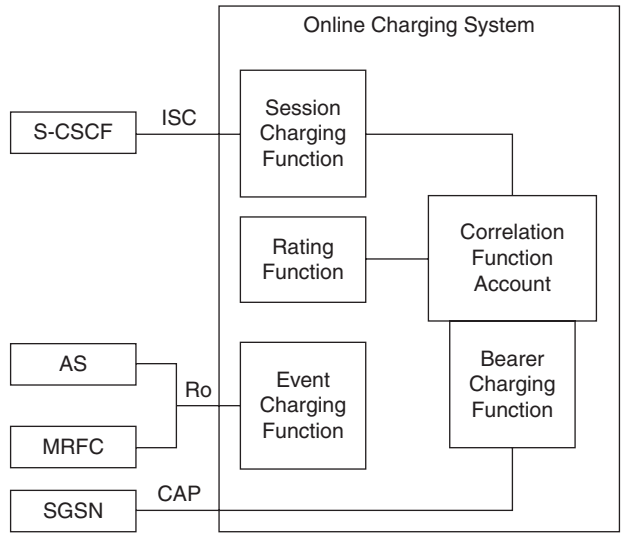 Online Charging System
S-CSCF
ISC
Session
Charging
Function
Rating
Function
Correlation
Function
Account
AS
MRFC
Ro
Event
Charging
Function
Bearer
Charging
Function
SGSN
CAP